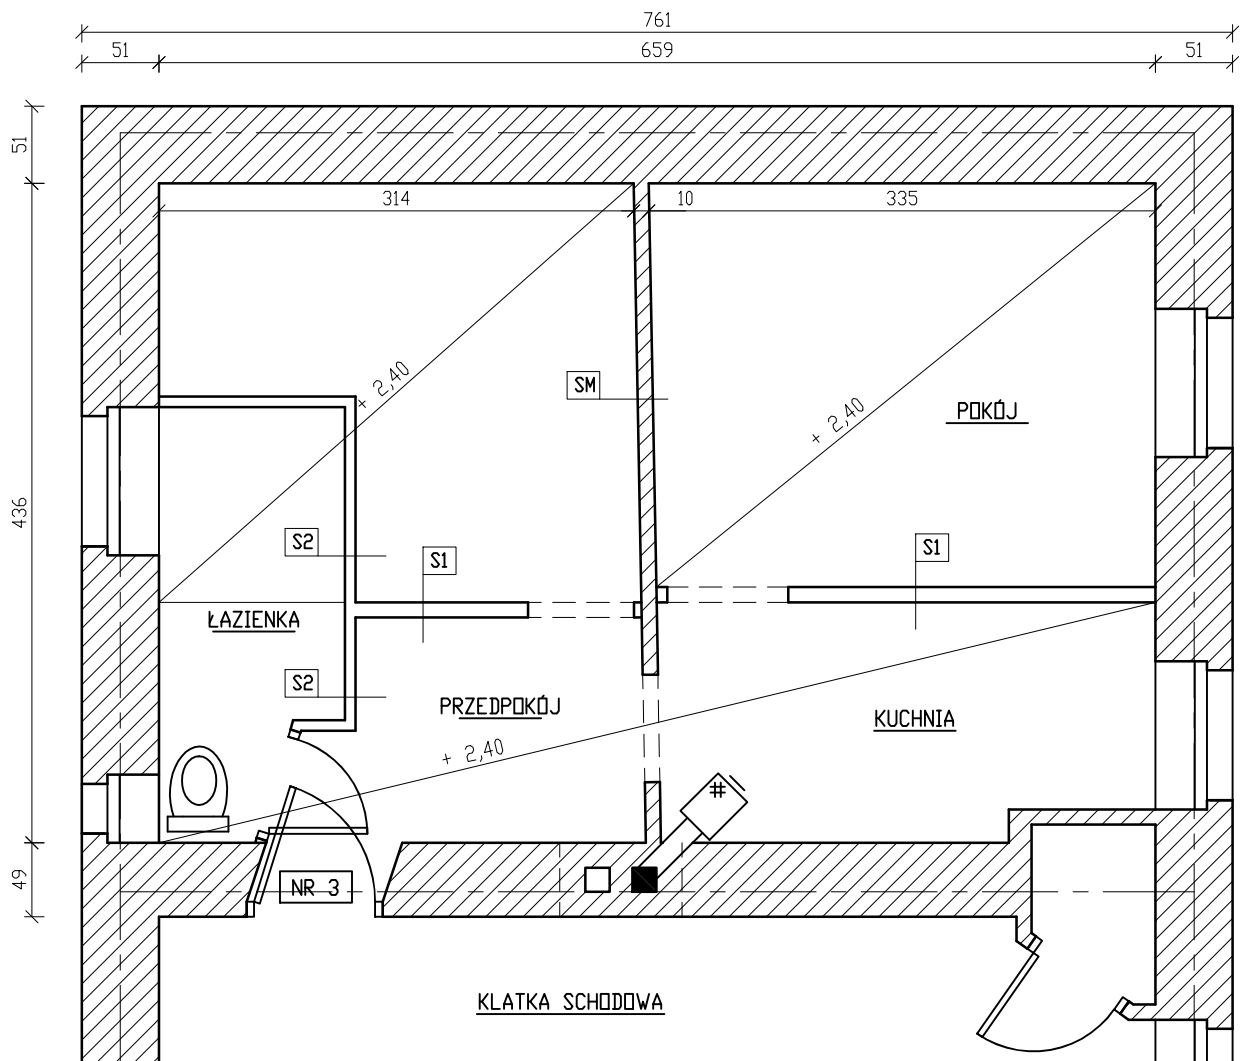 761
51
659
51
51
314
10
335
+ 2,40
SM
+ 2,40
POKÓJ
436
S2
S1
S1
ŁAZIENKA
S2
PRZEDPOKÓJ
KUCHNIA
+ 2,40
#
49
NR 3
KLATKA SCHODOWA